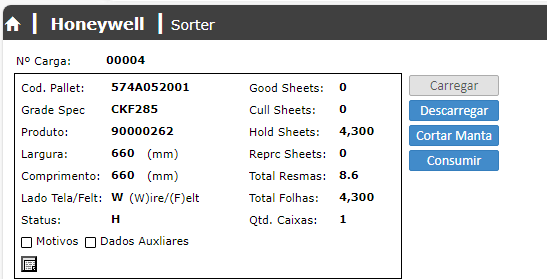 Honeywell Sorter
Nº Carga: 00004
Cod. Pallet: 574A052001 Good Sheets: 0 Carregar
Grade Spec CKF285 Cull Sheets: 0 Descarregar
Produto: 90000262 Hold Sheets: 4,300 Cortar Manta
Largura: 660 (mm) Reprc Sheets: 0 Consumir
Comprimento: 660 (mm) Total Resmas: 8.6
Lado Tela/Felt: W (W)ire/(F)elt Total Folhas: 4,300
Status: H Qtd. Caixas: 1
Motivos Dados Auxliares